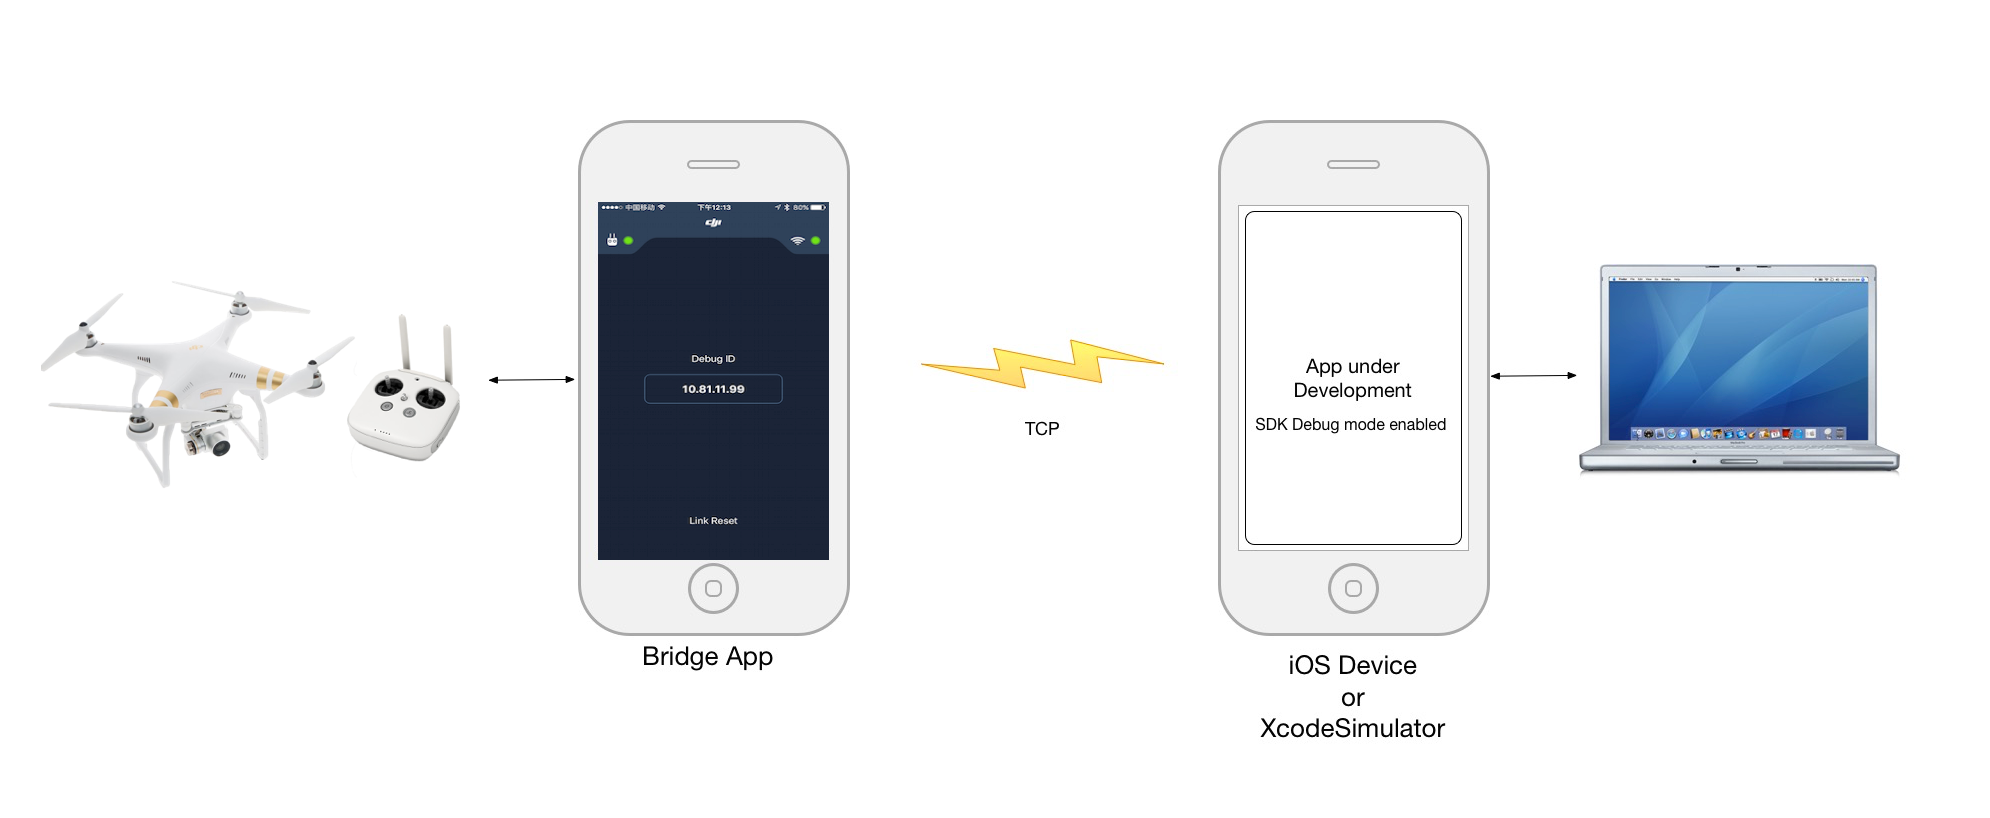 中国移动
下午12:13
80%
dji
Debug ID
10.81.11.99
Link Reset
Bridge App
TCP
App under
Development
SDK Debug mode enabled
iOS Device
or
XcodeSimulator